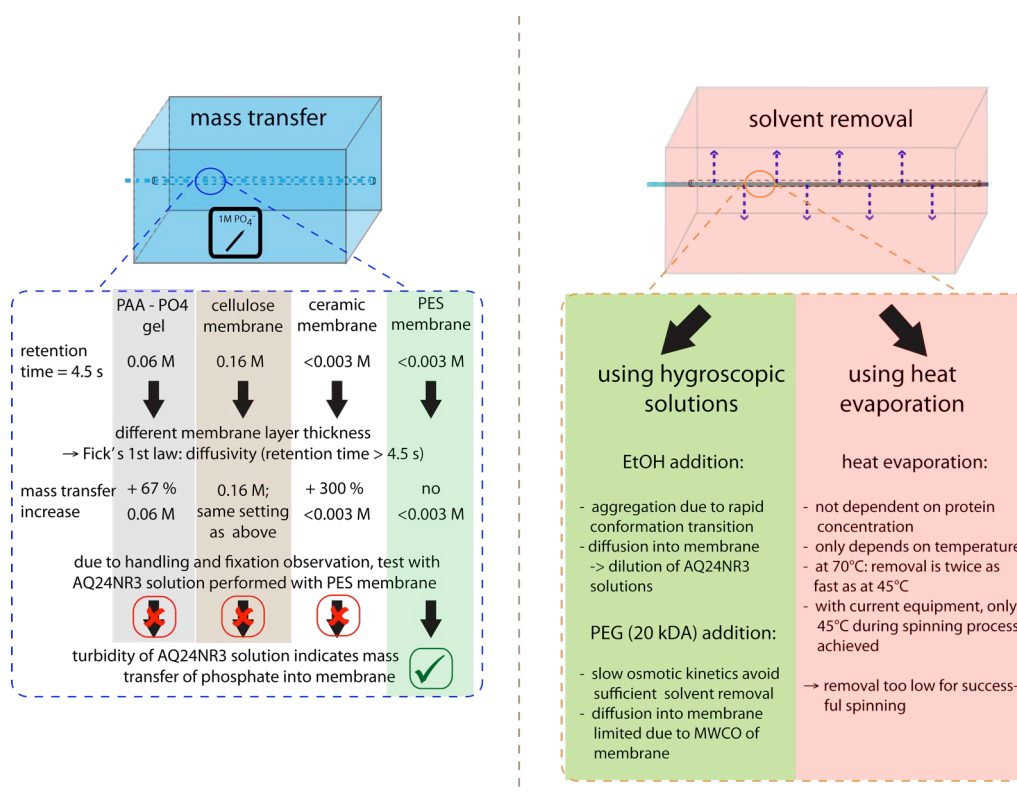 mass transfer
1M PO4-
PAA - PO4
gel
cellulose
membrane
ceramic
membrane
PES
membrane
retention
time = 4.5 s
0.06 M
0.16 M
<0.003 M
<0.003 M
different membrane layer thickness
→ Fick's 1st law: diffusivity (retention time > 4.5 s)
mass transfer
increase
+ 67 %
0.06 M
0.16 M;
same setting
as above
+ 300 %
<0.003 M
no
<0.003 M
due to handling and fixation observation, test with
AQ24NR3 solution performed with PES membrane
turbidity of AQ24NR3 solution indicates mass
transfer of phosphate into membrane
solvent removal
using hygroscopic
solutions
EtOH addition:
- aggregation due to rapid
conformation transition
- diffusion into membrane
-> dilution of AQ24NR3
solutions
PEG (20 kDA) addition:
- slow osmotic kinetics avoid
sufficient solvent removal
- diffusion into membrane
limited due to MWCO of
membrane
using heat
evaporation
heat evaporation:
- not dependent on protein
concentration
- only depends on temperature
- at 70°C: removal is twice as
fast as at 45°C
- with current equipment, only
45°C during spinning process
achieved
→ removal too low for success-
ful spinning